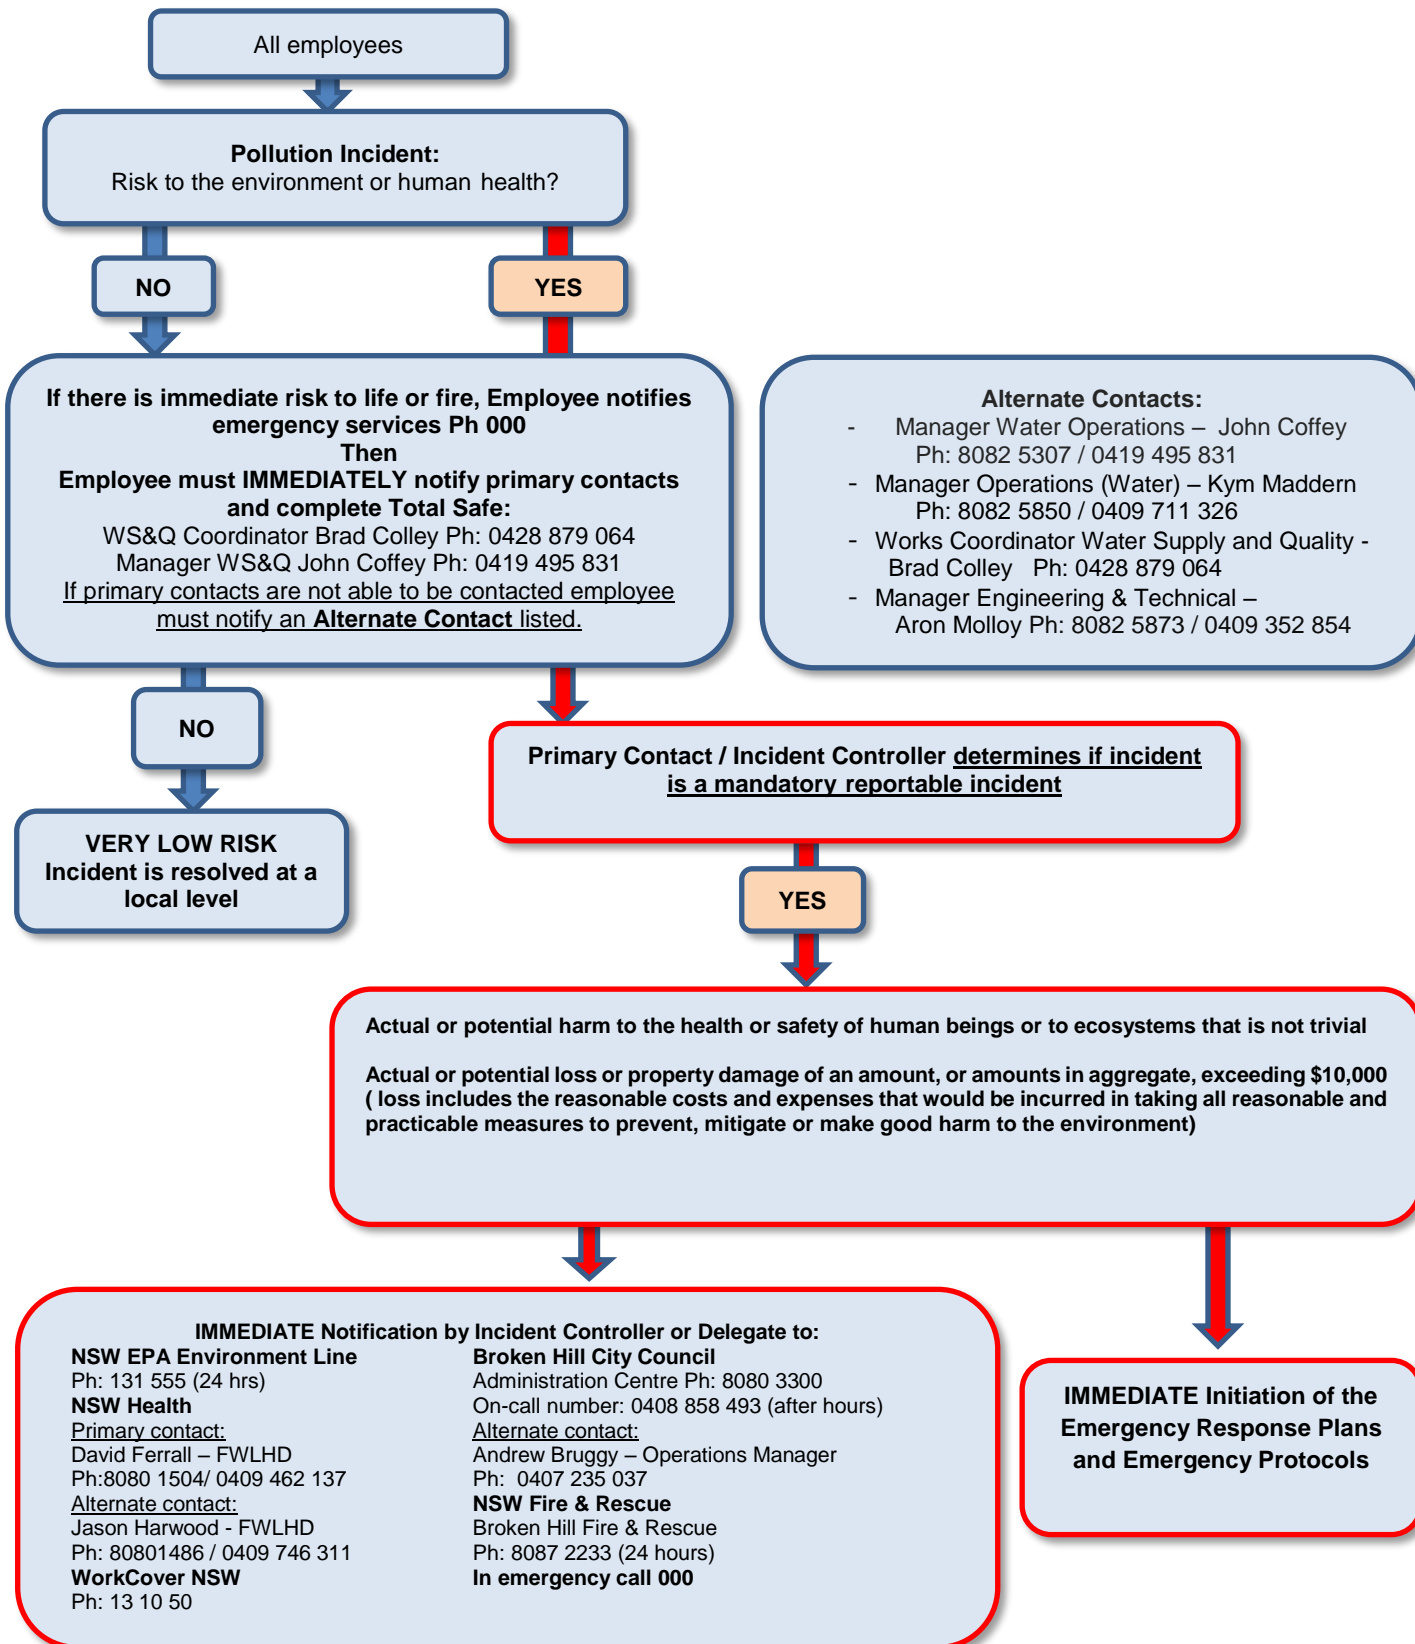 All employees
Pollution Incident:
Risk to the environment or human health?
NO
YES
If there is immediate risk to life or fire, Employee notifies
emergency services Ph 000
Then
Employee must IMMEDIATELY notify primary contacts
and complete Total Safe:
WS&Q Coordinator Brad Colley Ph: 0428 879 064
Manager WS&Q John Coffey Ph: 0419 495 831
If primary contacts are not able to be contacted employee
must notify an Alternate Contact listed.
Alternate Contacts:
- Manager Water Operations – John Coffey
Ph: 8082 5307 / 0419 495 831
- Manager Operations (Water) – Kym Maddern
Ph: 8082 5850 / 0409 711 326
- Works Coordinator Water Supply and Quality -
Brad Colley Ph: 0428 879 064
- Manager Engineering & Technical –
Aron Molloy Ph: 8082 5873 / 0409 352 854
NO
VERY LOW RISK
Incident is resolved at a
local level
Primary Contact / Incident Controller determines if incident
is a mandatory reportable incident
YES
Actual or potential harm to the health or safety of human beings or to ecosystems that is not trivial
Actual or potential loss or property damage of an amount, or amounts in aggregate, exceeding $10,000
( loss includes the reasonable costs and expenses that would be incurred in taking all reasonable and
practicable measures to prevent, mitigate or make good harm to the environment)
IMMEDIATE Notification by Incident Controller or Delegate to:
NSW EPA Environment Line
Ph: 131 555 (24 hrs)
NSW Health
Primary contact:
David Ferrall – FWLHD
Ph:8080 1504/ 0409 462 137
Alternate contact:
Jason Harwood - FWLHD
Ph: 80801486 / 0409 746 311
WorkCover NSW
Ph: 13 10 50
Broken Hill City Council
Administration Centre Ph: 8080 3300
On-call number: 0408 858 493 (after hours)
Alternate contact:
Andrew Bruggy – Operations Manager
Ph: 0407 235 037
NSW Fire & Rescue
Broken Hill Fire & Rescue
Ph: 8087 2233 (24 hours)
In emergency call 000
IMMEDIATE Initiation of the
Emergency Response Plans
and Emergency Protocols